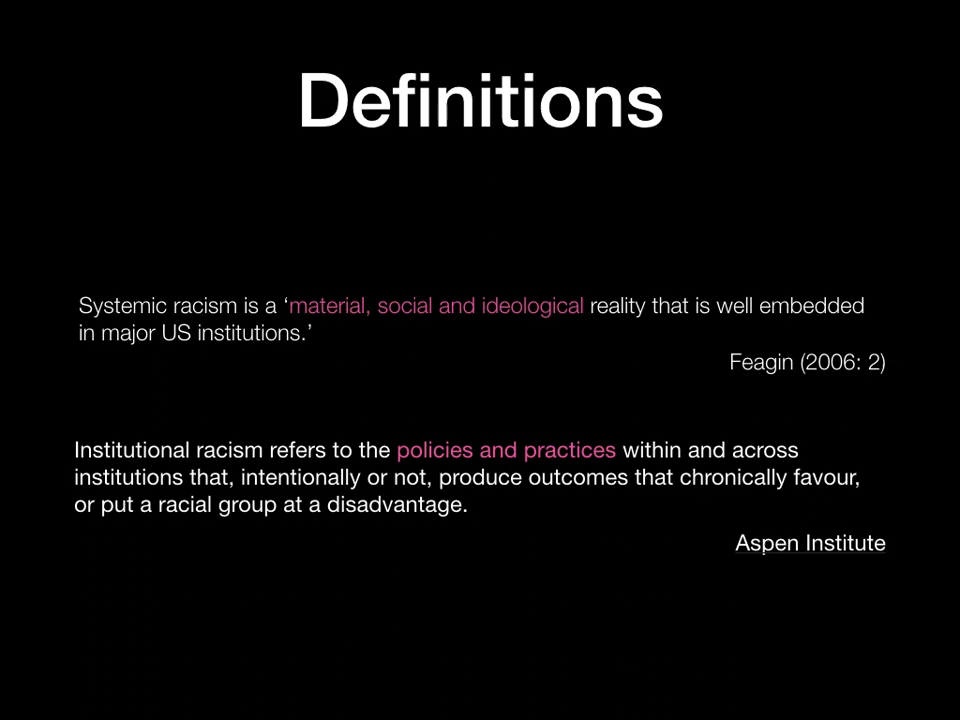 Definitions
Systemic racism is a ‘material, social and ideological reality that is well embedded
in major US institutions.’
Feagin (2006: 2)
Institutional racism refers to the policies and practices within and across
institutions that, intentionally or not, produce outcomes that chronically favour,
or put a racial group at a disadvantage.
Aspen Institute